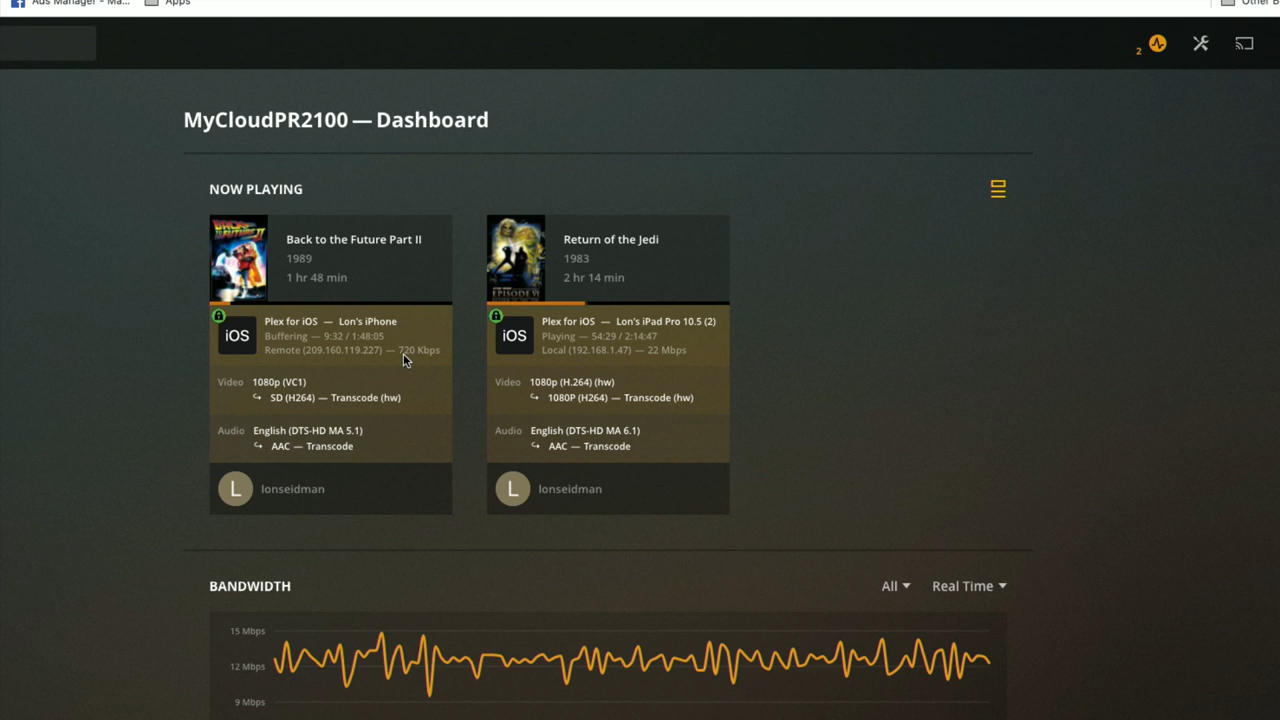 Ads Manager - Ma...
Apps
Other B
2
MyCloudPR2100 — Dashboard
NOW PLAYING
Back to the Future Part II
1989
1 hr 48 min
Plex for iOS — Lon's iPhone
iOS
Buffering — 9:32 / 1:48:05
Remote (209.160.119.227) — 720 Kbps
Video 1080p (VC1)
SD (H264) — Transcode (hw)
Audio English (DTS-HD MA 5.1)
AAC — Transcode
L lonseidman
Return of the Jedi
1983
2 hr 14 min
Plex for iOS — Lon's iPad Pro 10.5 (2)
iOS
Playing — 54:29 / 2:14:47
Local (192.168.1.47) — 22 Mbps
Video 1080p (H.264) (hw)
1080P (H264) — Transcode (hw)
Audio English (DTS-HD MA 6.1)
AAC — Transcode
L lonseidman
BANDWIDTH
All
Real Time
15 Mbps
12 Mbps
9 Mbps